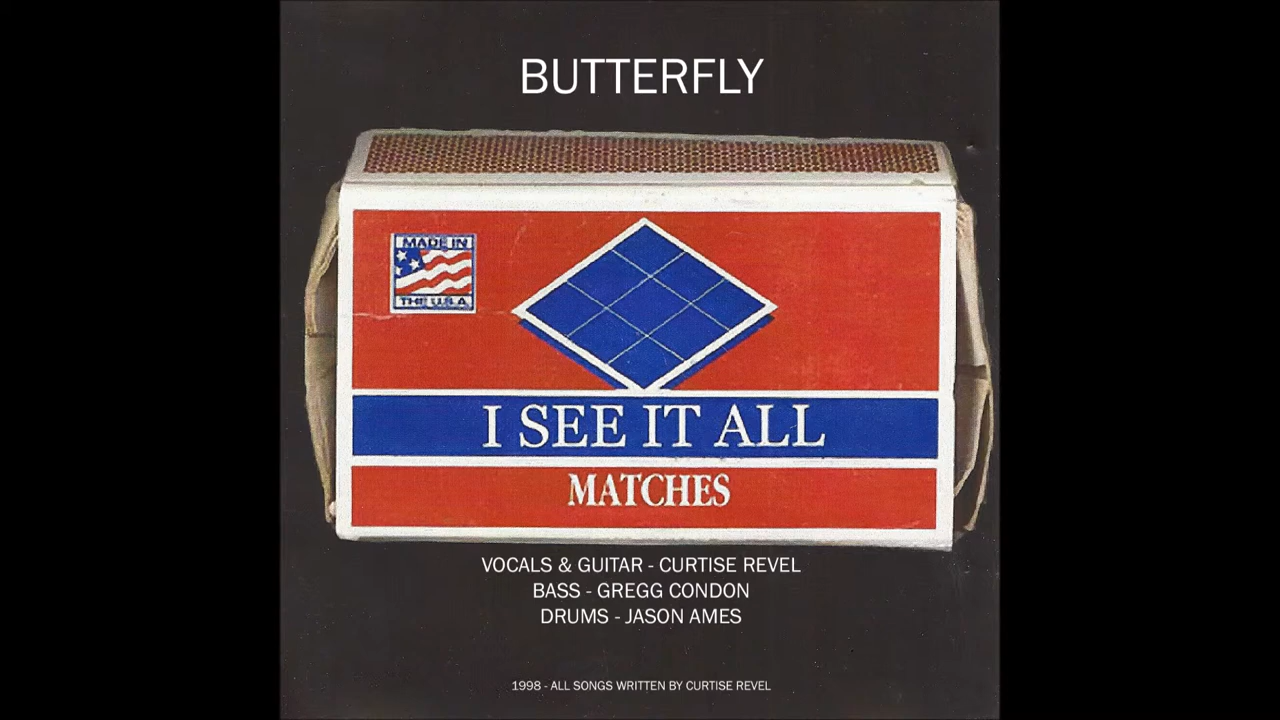 BUTTERFLY
MADE IN
THE U.S.A
I SEE IT ALL
MATCHES
VOCALS & GUITAR - CURTISE REVEL
BASS - GREGG CONDON
DRUMS - JASON AMES
1998 - ALL SONGS WRITTEN BY CURTISE REVEL